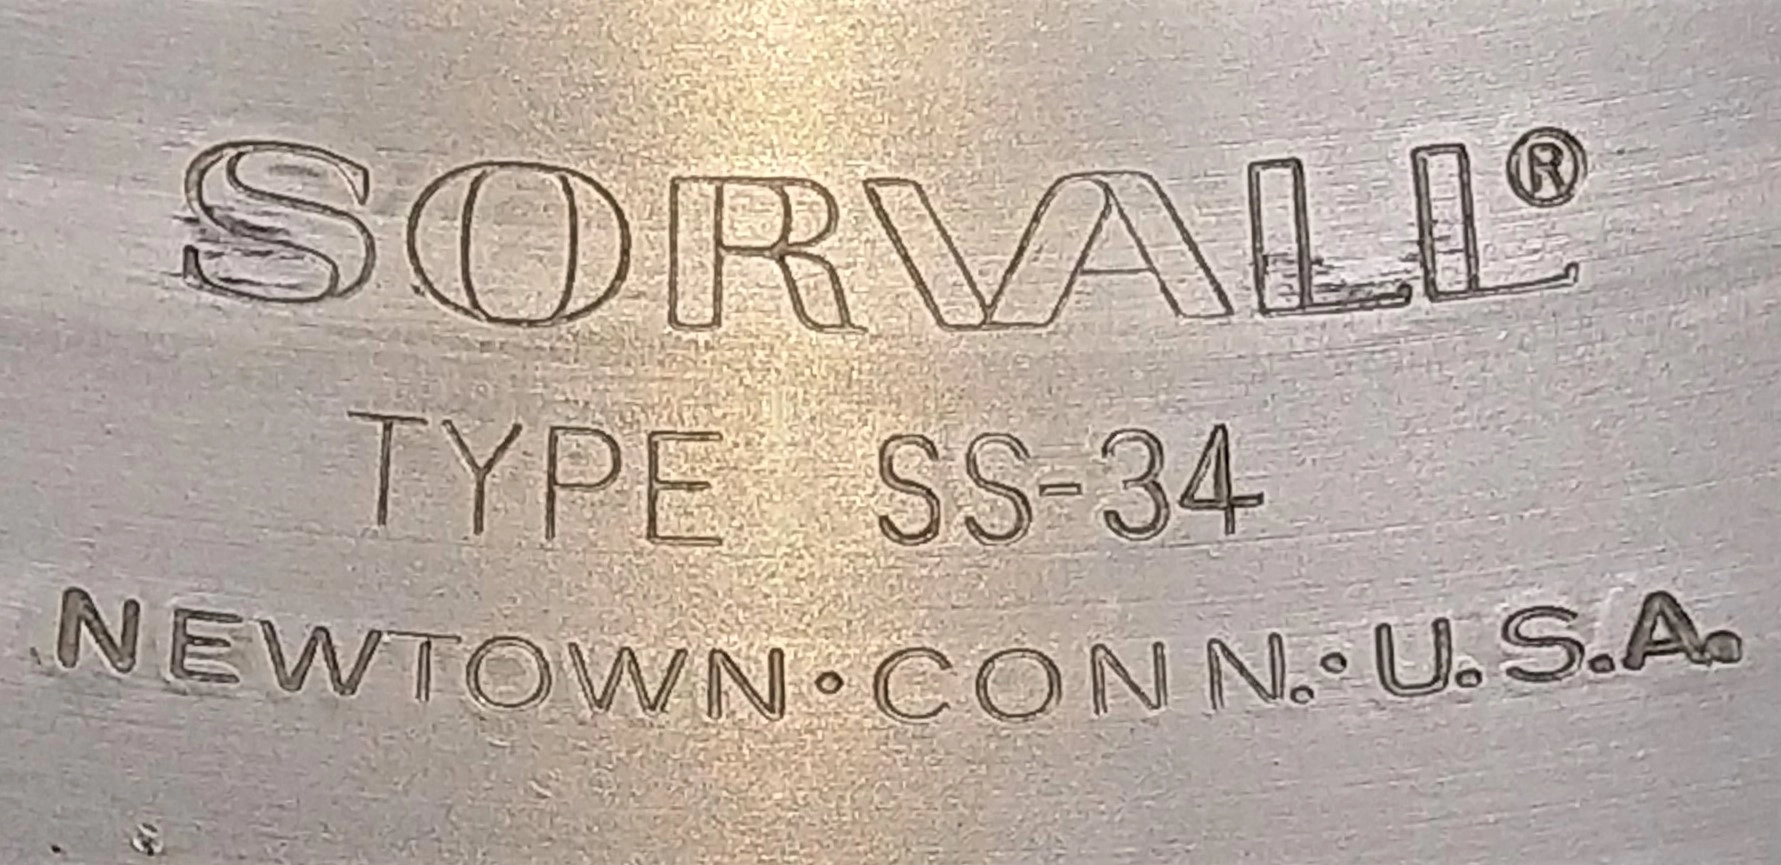 SORVALL®
TYPE SS-34
NEWTOWN·CONN.·U.S.A.